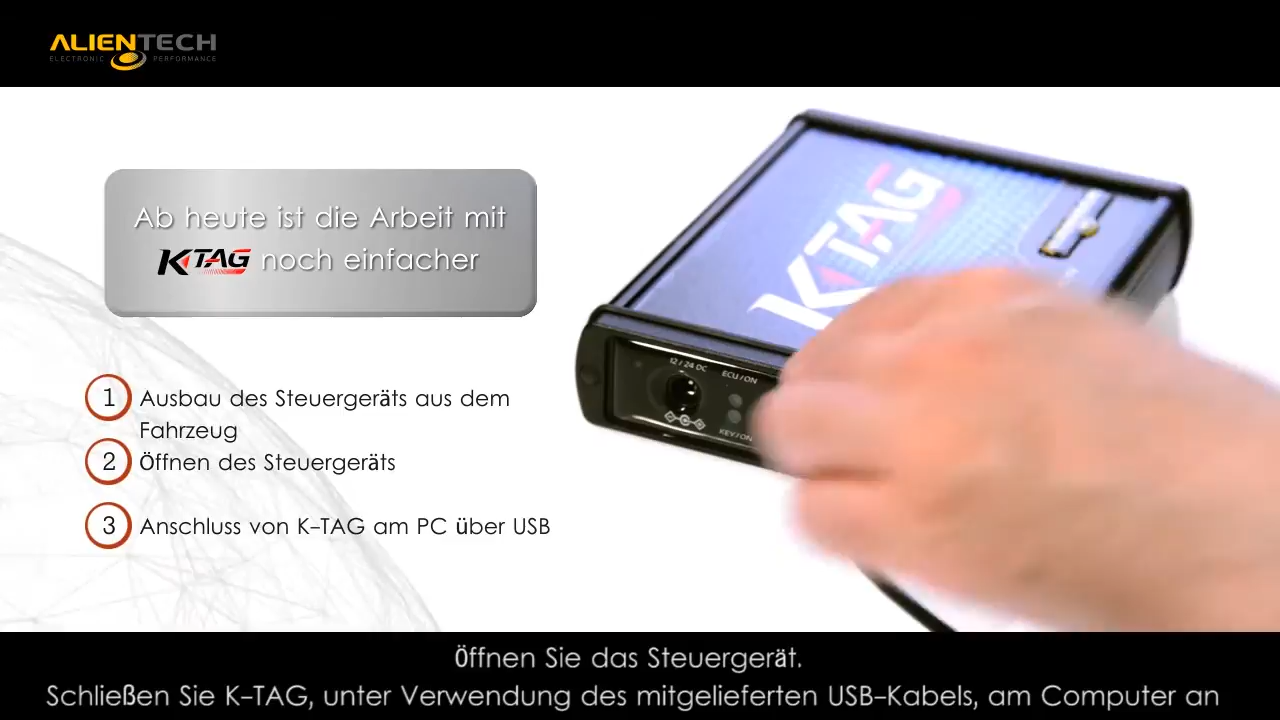 ALIENTECH
ELECTRONIC PERFORMANCE
Ab heute ist die Arbeit mit
KTAG noch einfacher
1 Ausbau des Steuergeräts aus dem
Fahrzeug
2 Öffnen des Steuergeräts
3 Anschluss von K-TAG am PC über USB
KTAG
12 / 24 DC
ECU / ON
KEY / ON
Öffnen Sie das Steuergerät.
Schließen Sie K-TAG, unter Verwendung des mitgelieferten USB-Kabels, am Computer an